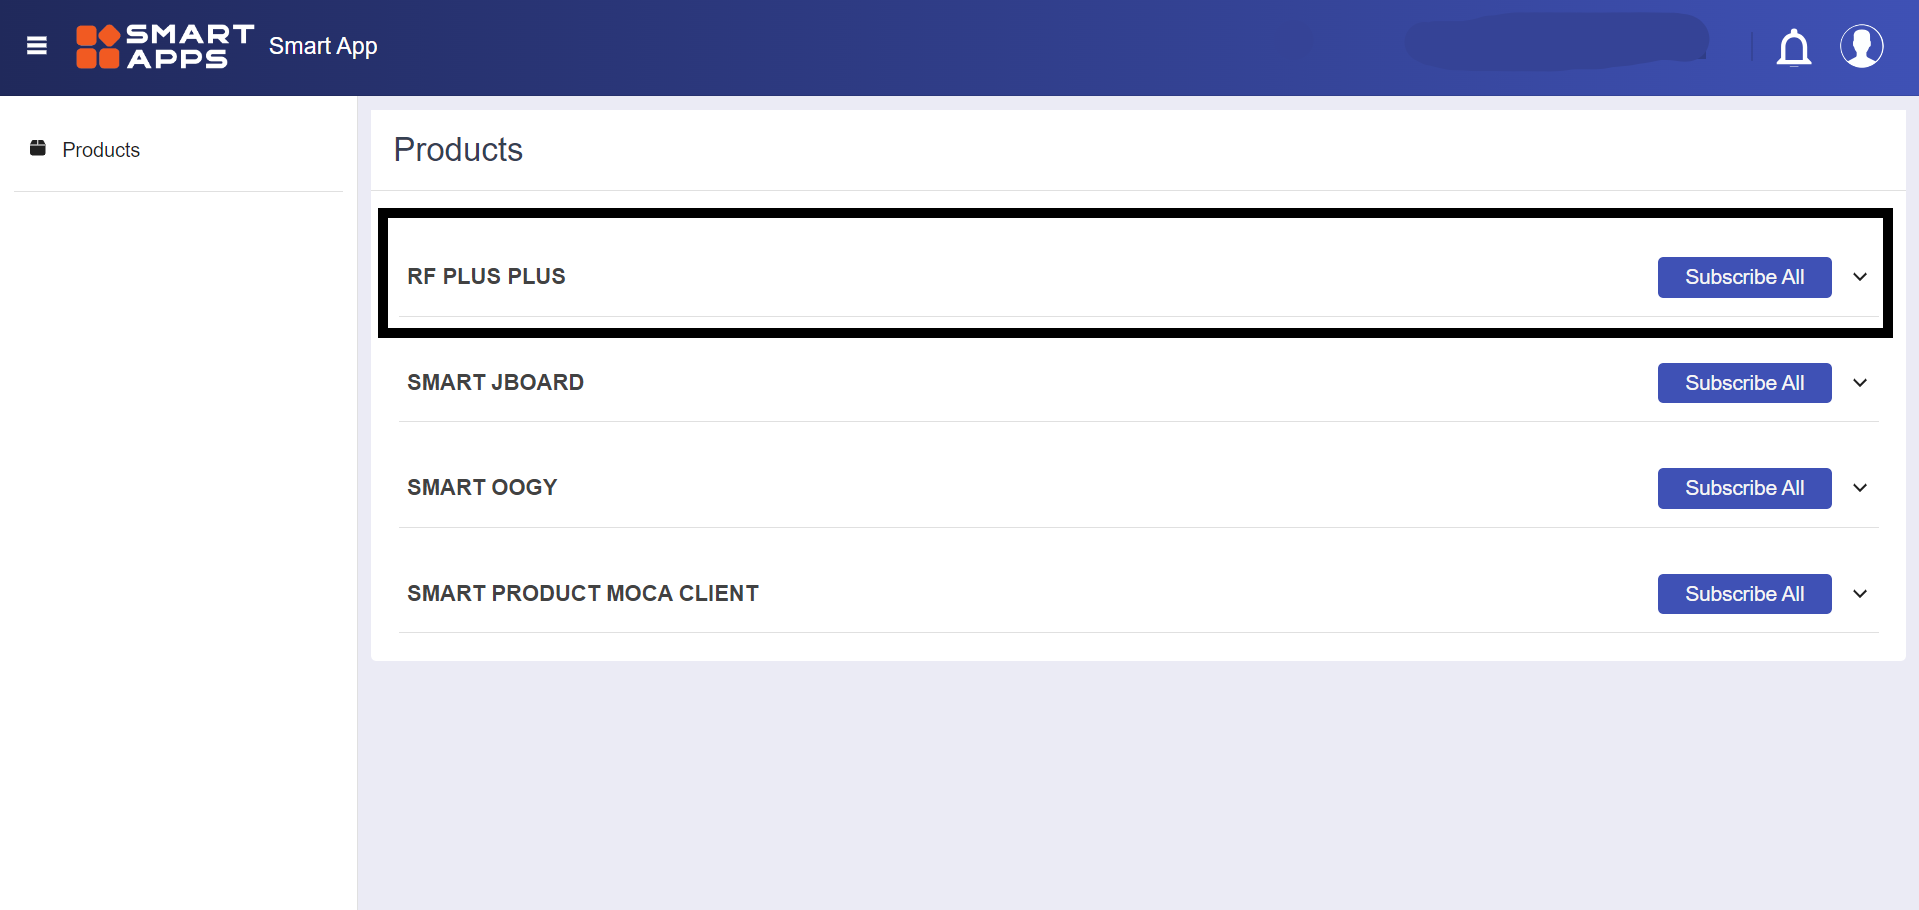 SMART
APPS
Smart App
Products
Products
RF PLUS PLUS
Subscribe All
SMART JBOARD
Subscribe All
SMART OOGY
Subscribe All
SMART PRODUCT MOCA CLIENT
Subscribe All